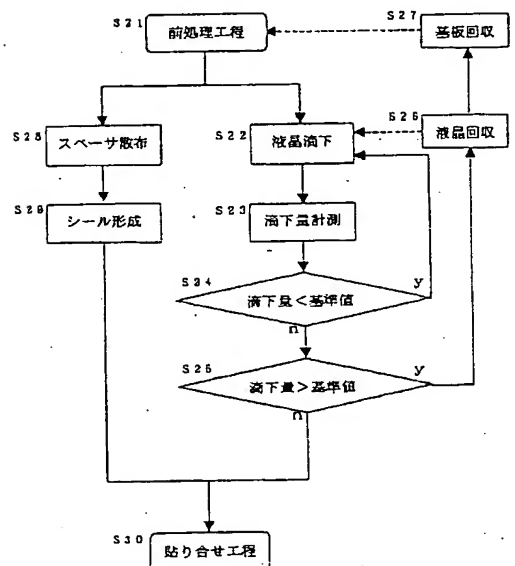 S21
前処理工程
S27
基板回収
S28
スペーサ散布
S22
液晶滴下
S26
液晶回収
S29
シール形成
S23
滴下量計測
S24
滴下量<基準値
y
n
S25
滴下量>基準値
y
n
S30
貼り合せ工程